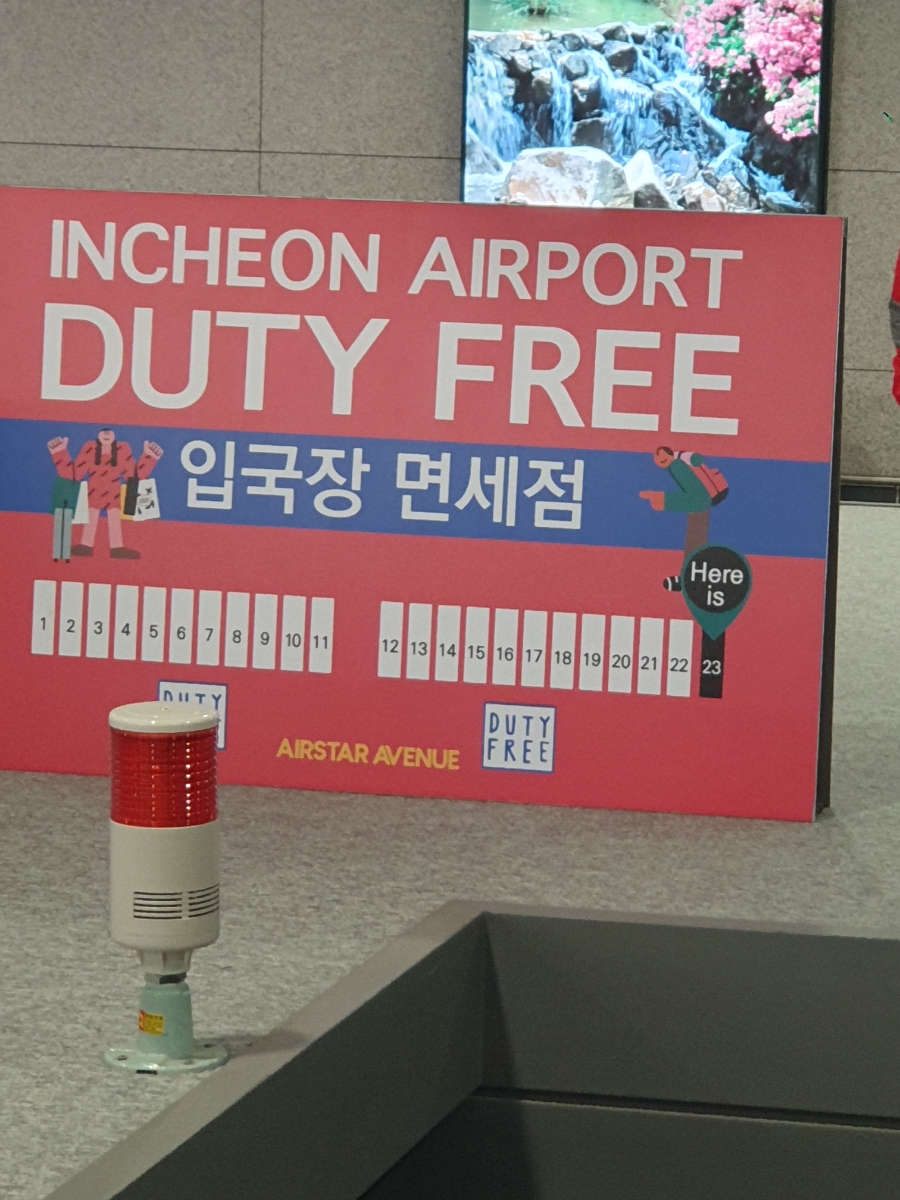 INCHEON AIRPORT
DUTY FREE
입국장 면세점
Here
is
1 2 3 4 5 6 7 8 9 10 11 12 13 14 15 16 17 18 19 20 21 22 23
DUTY
AIRSTAR AVENUE
DUTY
FREE